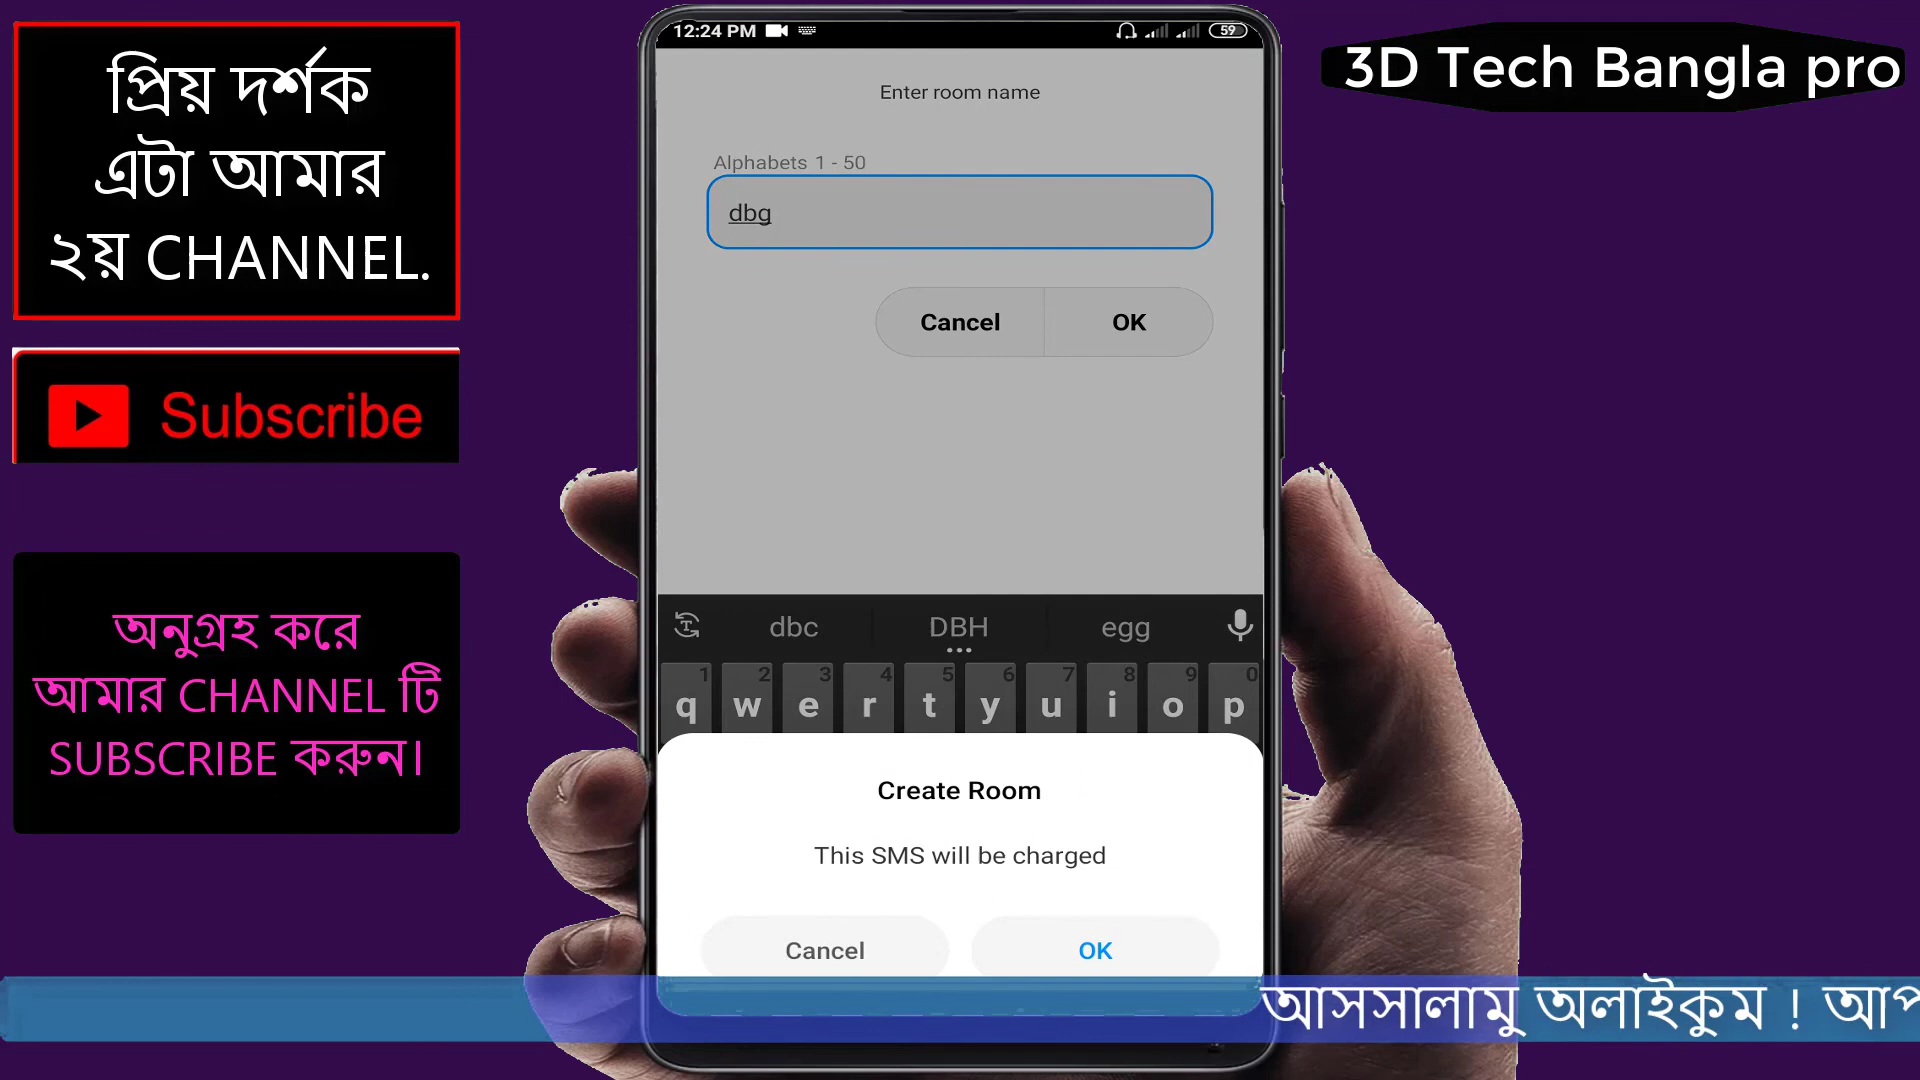 প্রিয় দর্শক
এটা আমার
২য় CHANNEL.
Subscribe
অনুগ্রহ করে
আমার CHANNEL টি
SUBSCRIBE করুন।
12:24 PM
59
Enter room name
Alphabets 1 - 50
dbg
Cancel OK
dbc DBH egg
1 2 3 4 5 6 7 8 9 0
q w e r t y u i o p
Create Room
This SMS will be charged
Cancel OK
3D Tech Bangla pro
আসসালামু অলাইকুম ! আপ